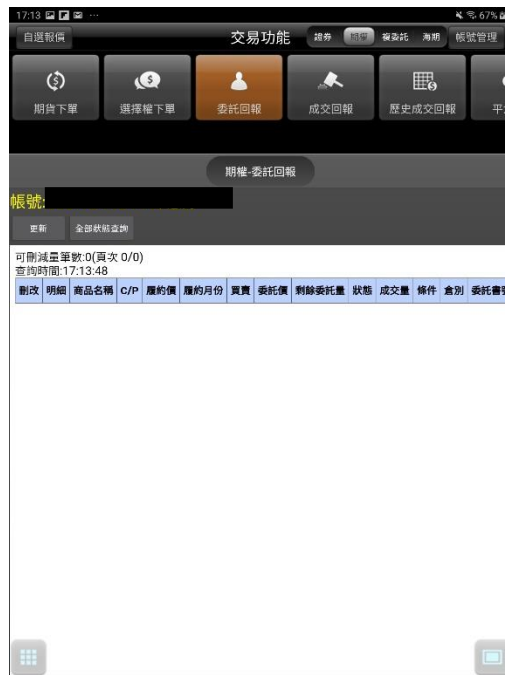 17:13 ... 67%
自選報價 交易功能 證券 期權 複委託 海期 帳號管理
期貨下單 選擇權下單 委託回報 成交回報 歷史成交回報 平
期權-委託回報
帳號:
更新 全部狀態查詢
可刪減量筆數:0(頁次 0/0)
查詢時間:17:13:48
刪改 明細 商品名稱 C/P 履約價 履約月份 買賣 委託價 剩餘委託量 狀態 成交量 條件 倉別 委託書號